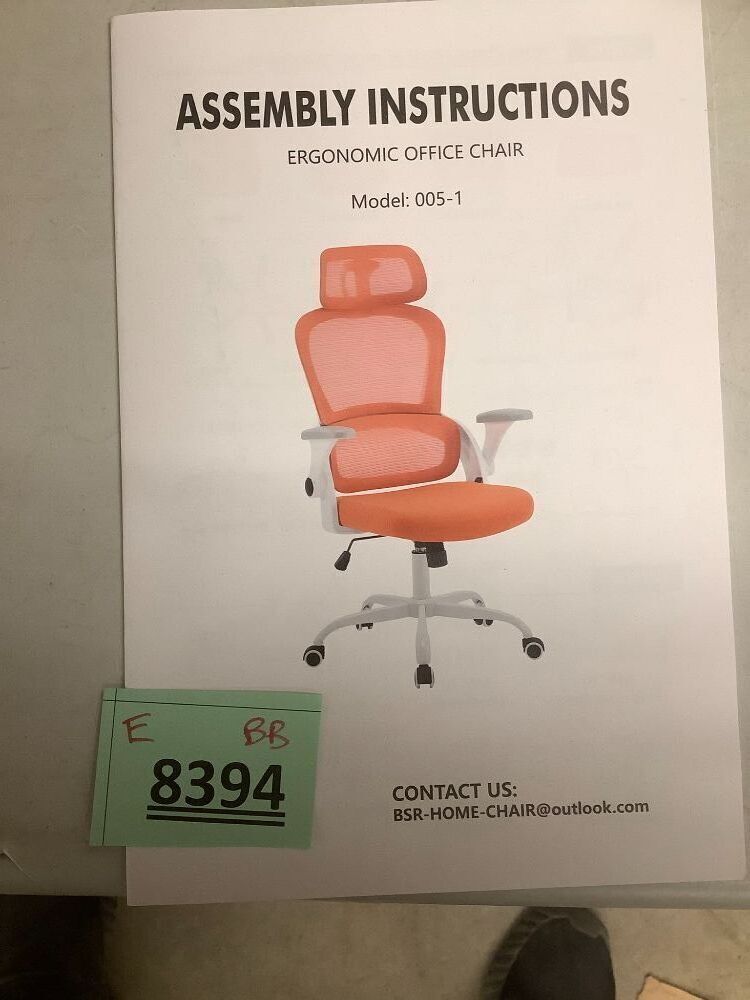 ASSEMBLY INSTRUCTIONS
ERGONOMIC OFFICE CHAIR
Model: 005-1
E BB
8394
CONTACT US:
BSR-HOME-CHAIR@outlook.com